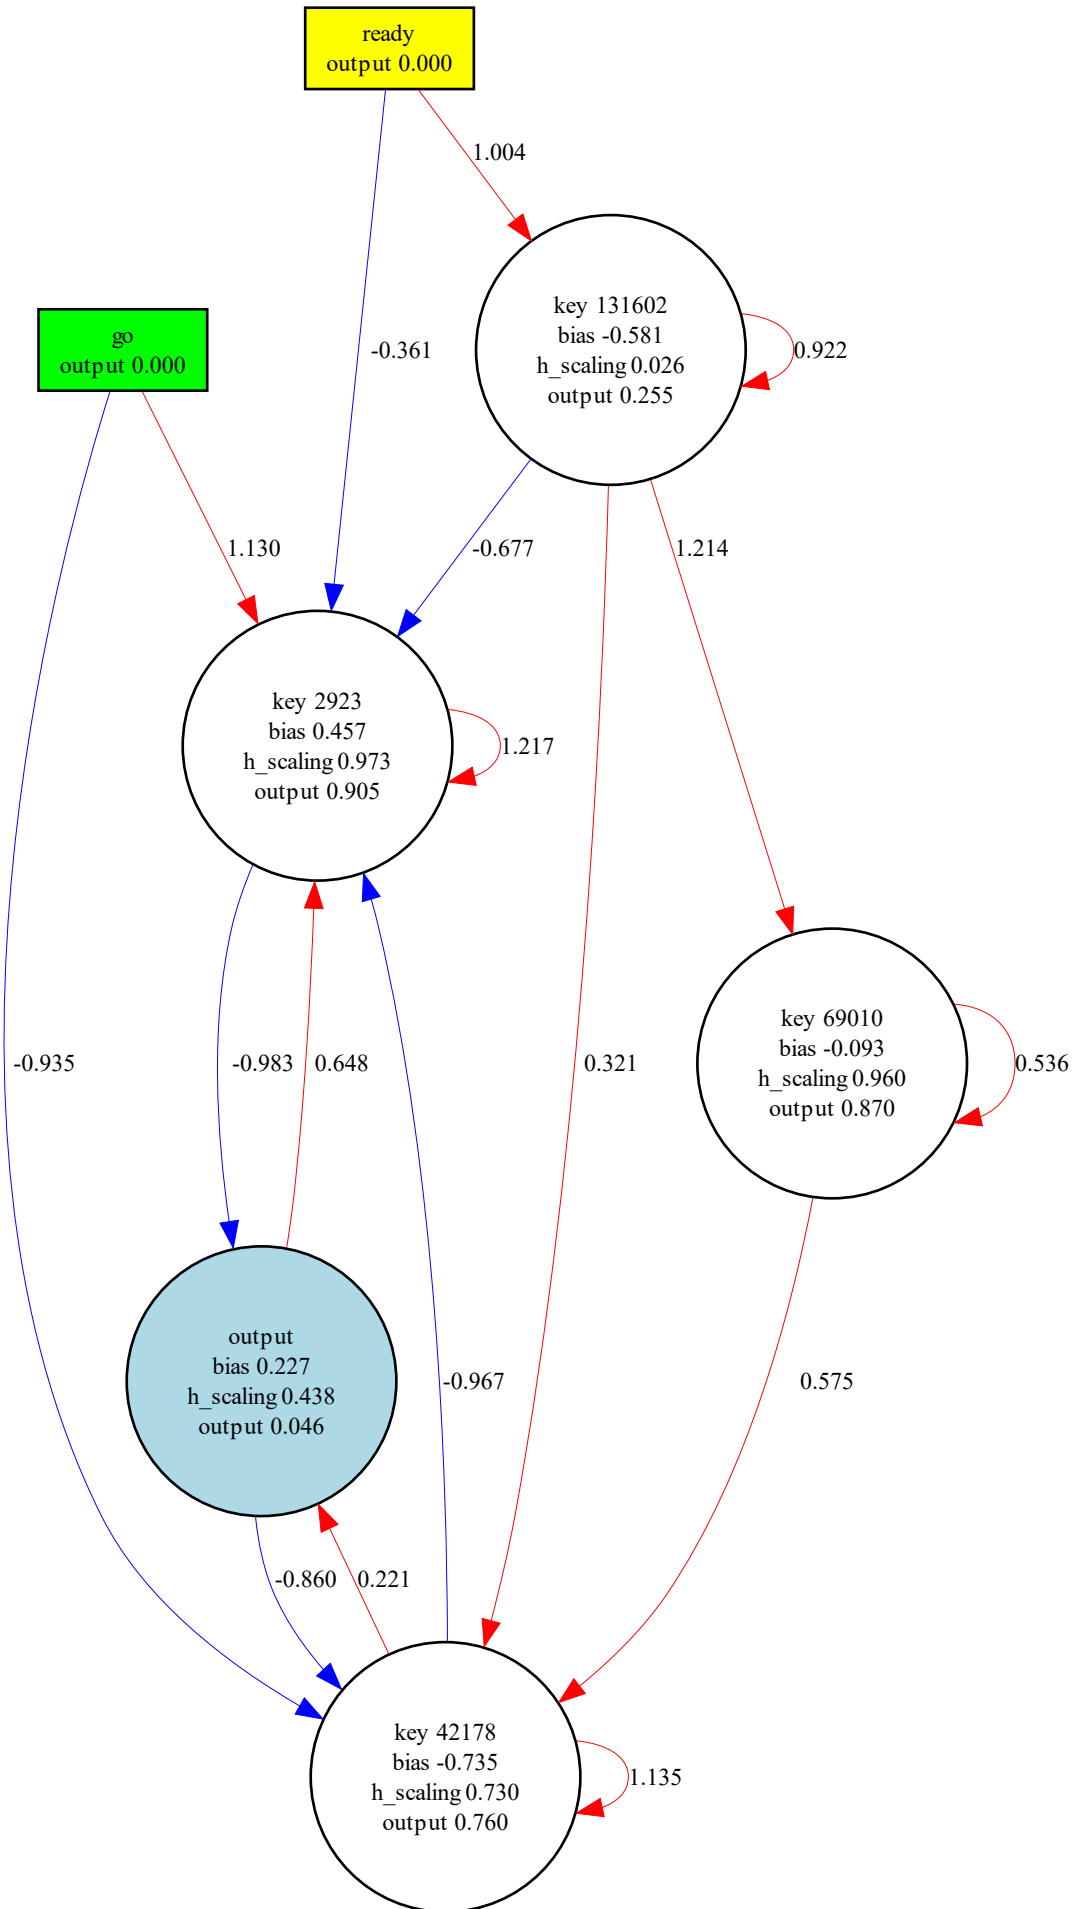 ready
output 0.000
1.004
key 131602
bias -0.581
h_scaling 0.026
output 0.255
0.922
go
output 0.000
-0.361
1.130
-0.677
1.214
key 2923
bias 0.457
h_scaling 0.973
output 0.905
1.217
key 69010
bias -0.093
h_scaling 0.960
output 0.870
0.536
-0.935
-0.983
0.648
0.321
output
bias 0.227
h_scaling 0.438
output 0.046
-0.967
0.575
-0.860
0.221
key 42178
bias -0.735
h_scaling 0.730
output 0.760
1.135